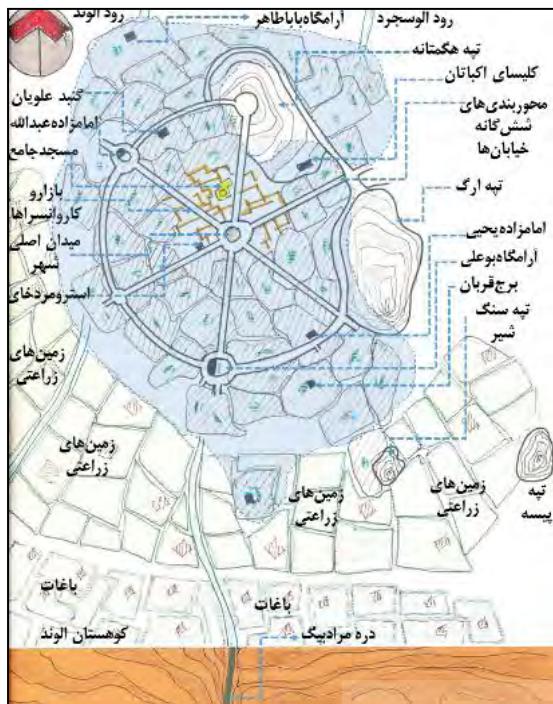 رود الوسجرد
رود الوند
آرامگاه باباطاهر
تپه هگمتانه
کلیسای اکباتان
محوربندی‌های
شش‌گانه
خیابان‌ها
تپه ارگ
امامزاده یحیی
آرامگاه بوعلی
برج قربان
تپه سنگ
شیر
گنبد علویان
امامزاده عبدالله
مسجد جامع
بازارو
کاروانسراها
میدان اصلی
شهر
استرو مردخای
زمین‌های
زراعتی
زمین‌های
زراعتی
زمین‌های
زراعتی
زمین‌های
زراعتی
تپه
پیسه
باغات
باغات
کوهستان الوند
دره مرادبیگ